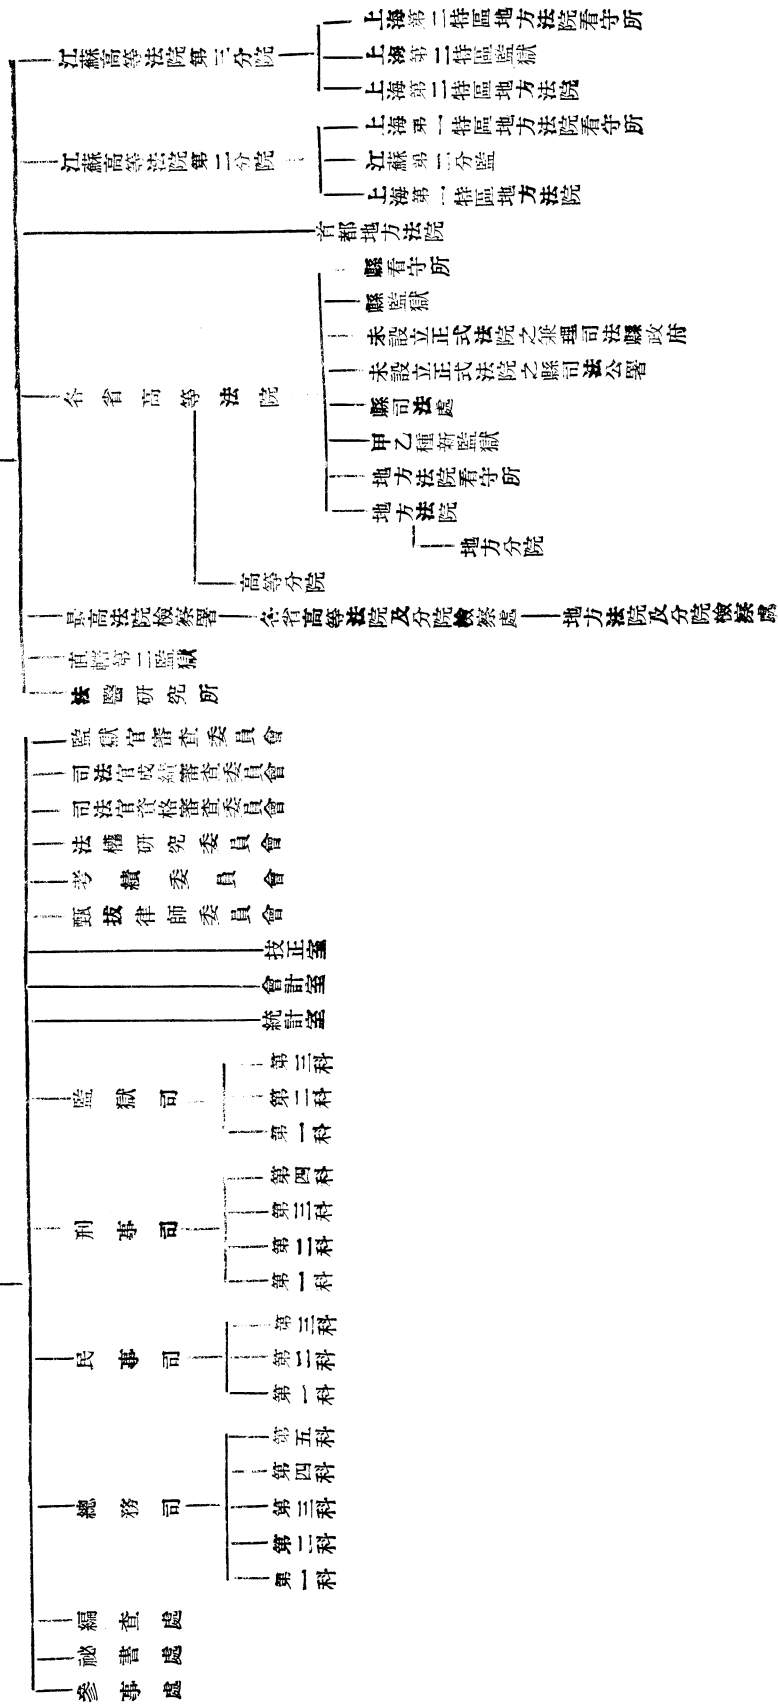 上海第二特區地方法院看守所
上海第二特區監獄
江蘇高等法院第三分院
上海第二特區地方法院
上海第一特區地方法院看守所
江蘇第二分監
江蘇高等法院第二分院
上海第一特區地方法院
首都地方法院
縣看守所
縣監獄
未設立正式法院之兼理司法縣政府
未設立正式法院之縣司法公署
各省高等法院
縣司法處
甲乙種新監獄
地方法院看守所
地方法院
地方分院
高等分院
最高法院檢察署
各省高等法院及分院檢察處
地方法院及分院檢察處
直轄第二監獄
法醫研究所
監獄官審查委員會
司法官成績審查委員會
司法官資格審查委員會
法權研究委員會
考績委員會
甄拔律師委員會
技正室
會計室
統計室
第三科
監獄司
第二科
第一科
第四科
第三科
刑事司
第二科
第一科
第三科
民事司
第二科
第一科
第五科
第四科
總務司
第三科
第二科
第一科
編查處
祕書處
參事處